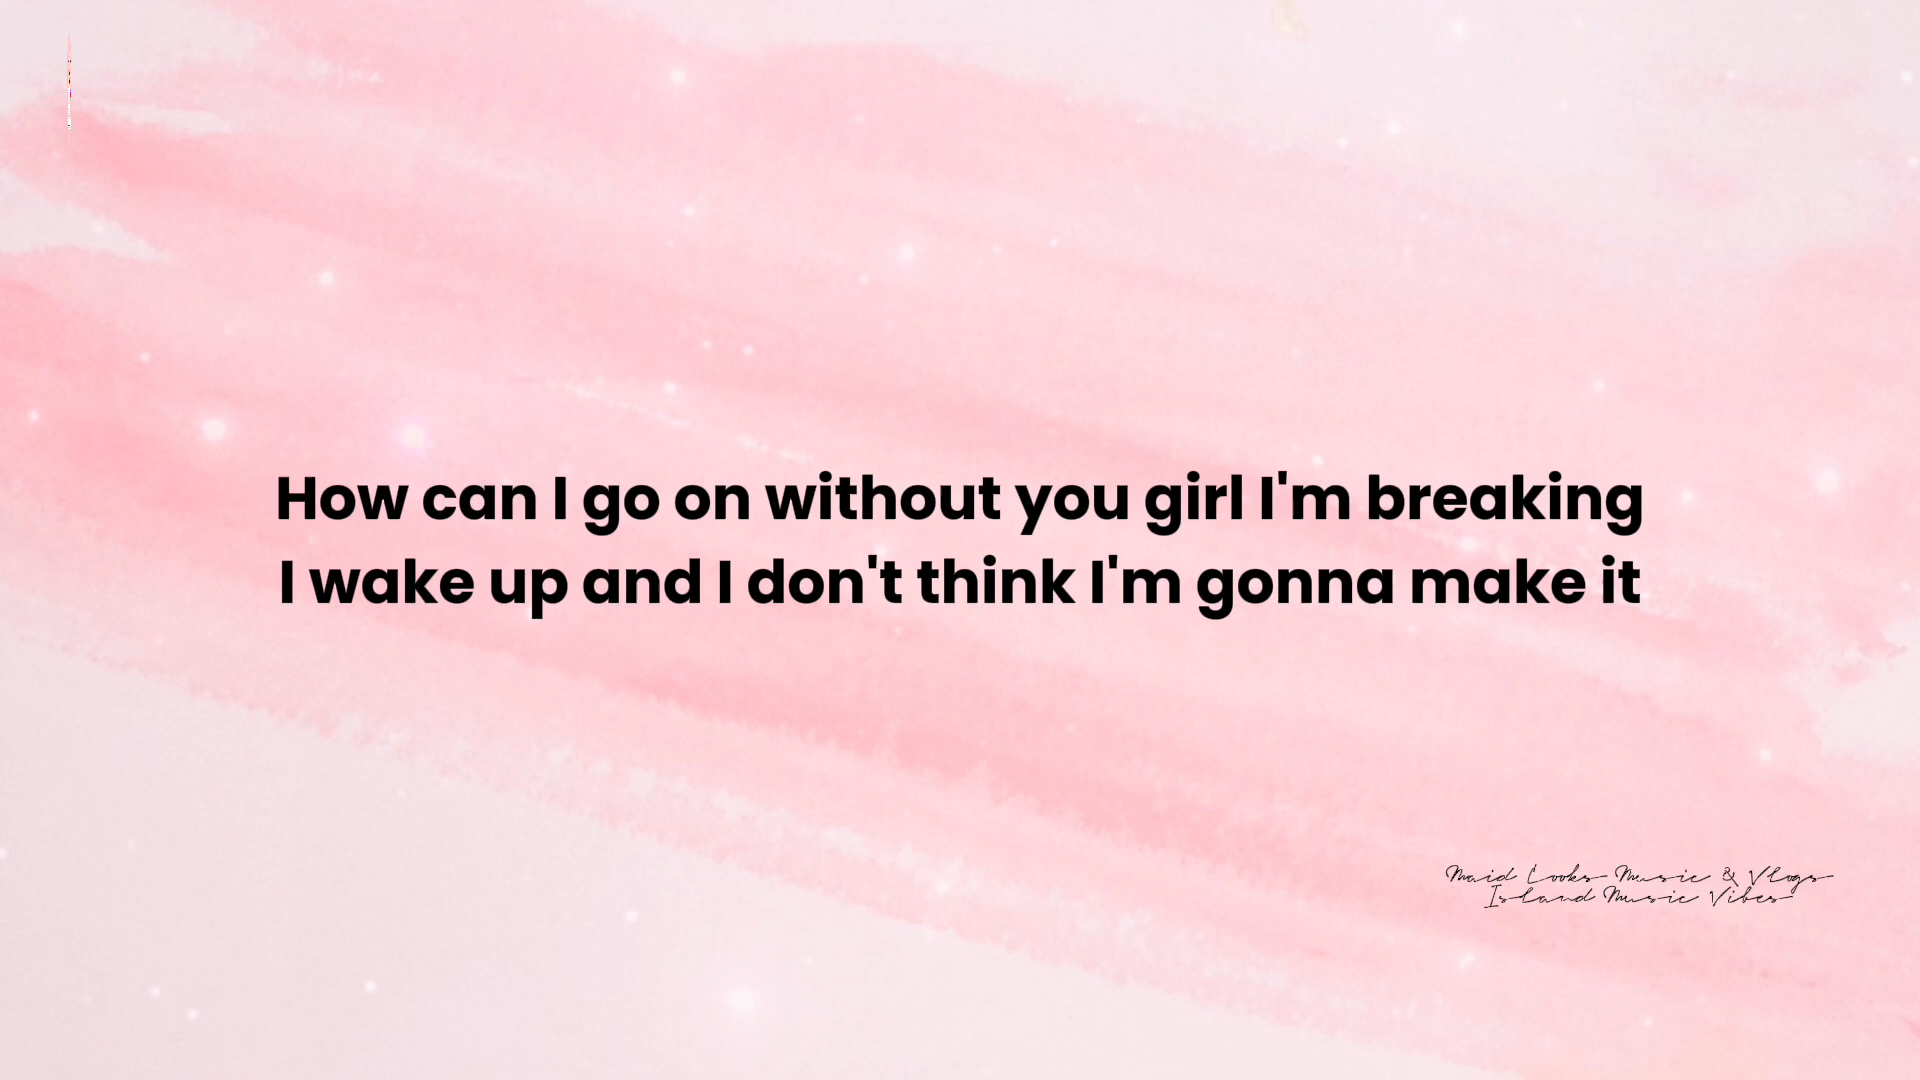 How can I go on without you girl I'm breaking
I wake up and I don't think I'm gonna make it
Maid Looks Music & Vlogs
Island Music Vibes